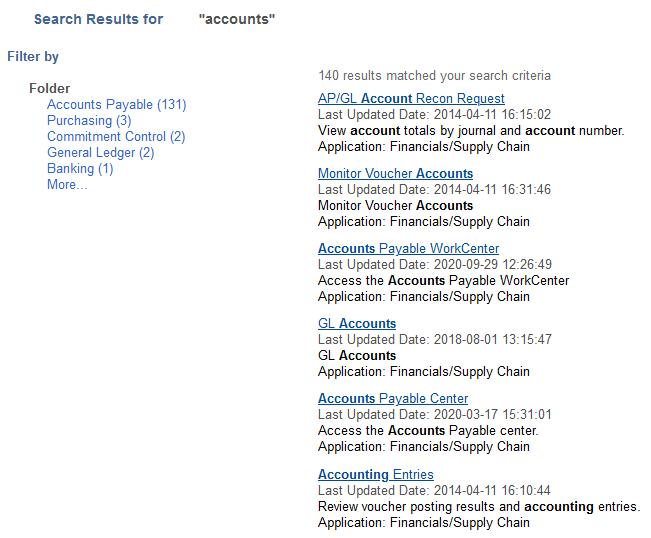 Search Results for "accounts"
Filter by
Folder
Accounts Payable (131)
Purchasing (3)
Commitment Control (2)
General Ledger (2)
Banking (1)
More...
140 results matched your search criteria
AP/GL Account Recon Request
Last Updated Date: 2014-04-11 16:15:02
View account totals by journal and account number.
Application: Financials/Supply Chain
Monitor Voucher Accounts
Last Updated Date: 2014-04-11 16:31:46
Monitor Voucher Accounts
Application: Financials/Supply Chain
Accounts Payable WorkCenter
Last Updated Date: 2020-09-29 12:26:49
Access the Accounts Payable WorkCenter
Application: Financials/Supply Chain
GL Accounts
Last Updated Date: 2018-08-01 13:15:47
GL Accounts
Application: Financials/Supply Chain
Accounts Payable Center
Last Updated Date: 2020-03-17 15:31:01
Access the Accounts Payable center.
Application: Financials/Supply Chain
Accounting Entries
Last Updated Date: 2014-04-11 16:10:44
Review voucher posting results and accounting entries.
Application: Financials/Supply Chain